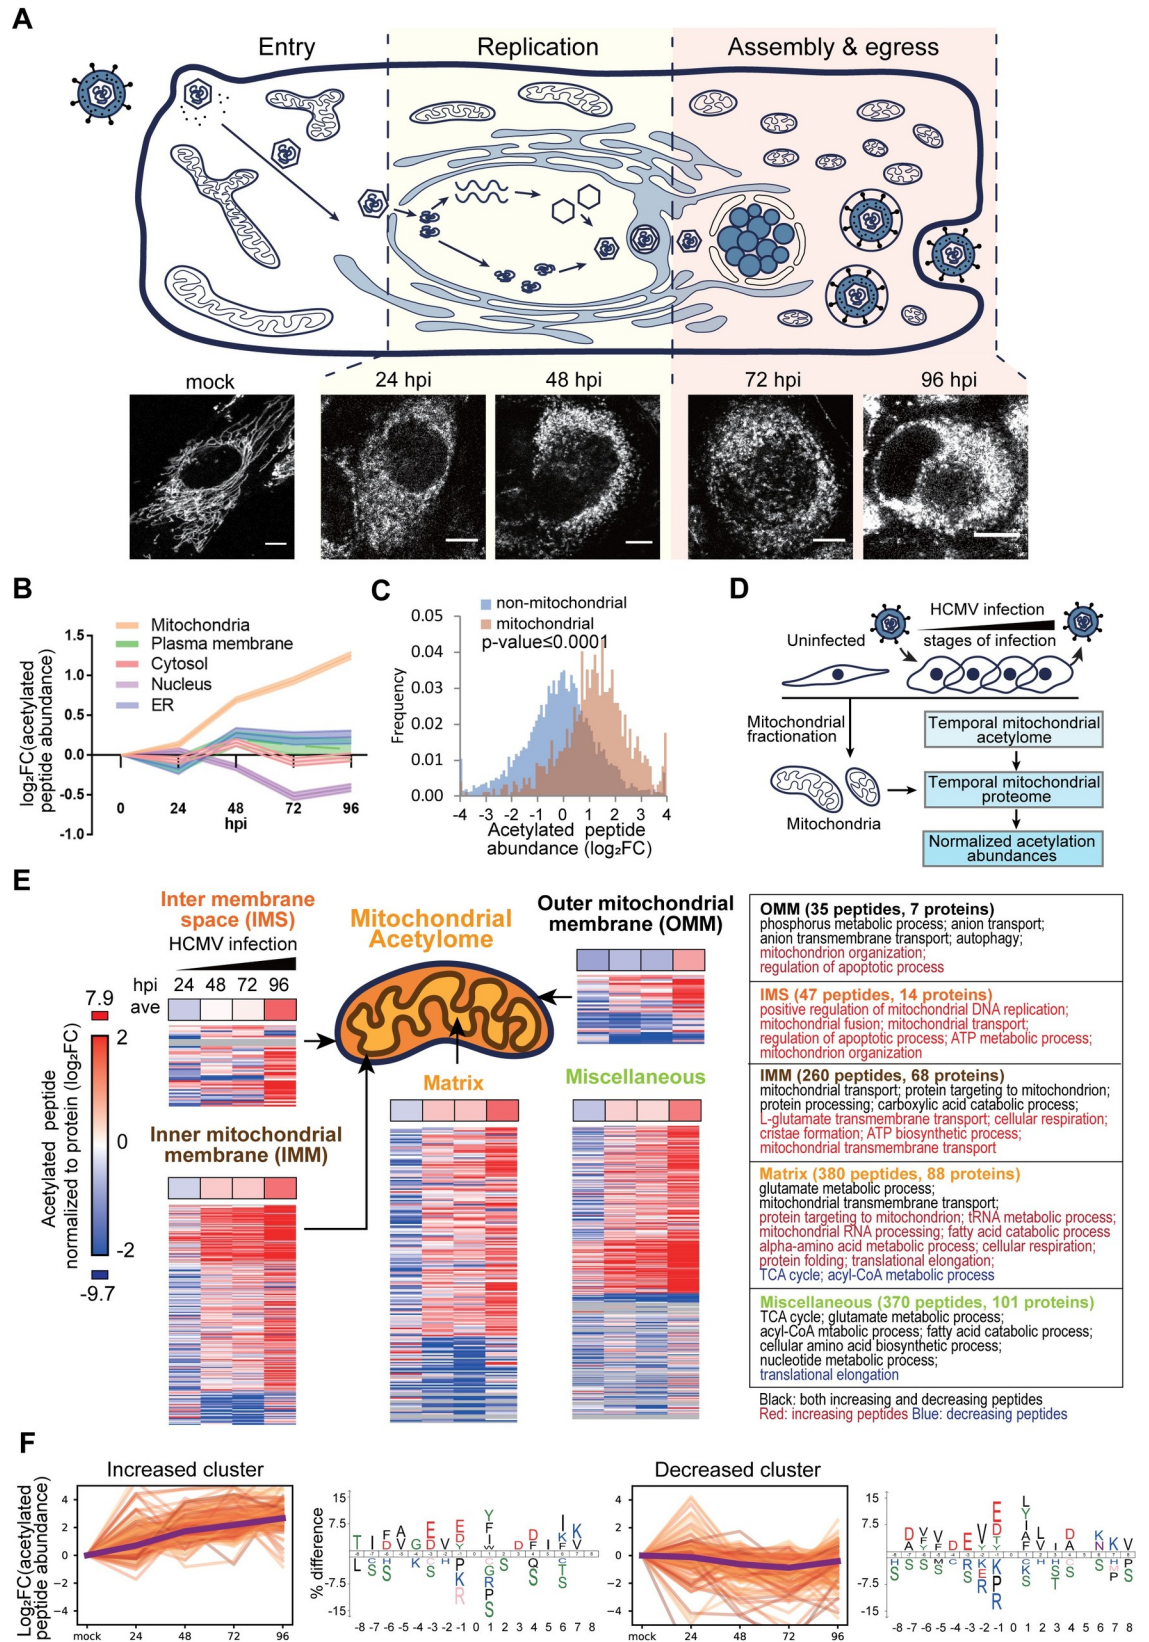 A
Entry
Replication
Assembly & egress
mock
24 hpi
48 hpi
72 hpi
96 hpi
B
Mitochondria
Plasma membrane
Cytosol
Nucleus
ER
log₂FC(acetylated
peptide abundance)
1.5
1.0
0.5
0.0
-0.5
-1.0
0
24
48
72
96
hpi
C
non-mitochondrial
mitochondrial
p-value≤0.0001
Frequency
0.05
0.04
0.03
0.02
0.01
0.00
-4 -3 -2 -1 0 1 2 3 4
Acetylated peptide
abundance (log₂FC)
D
HCMV infection
Uninfected
stages of infection
Mitochondrial
fractionation
Mitochondria
Temporal mitochondrial
acetylome
Temporal mitochondrial
proteome
Normalized acetylation
abundances
E
Inter membrane
space (IMS)
HCMV infection
hpi 24 48 72 96
ave
7.9
2
0
-2
-9.7
Acetylated peptide
normalized to protein (log₂FC)
Mitochondrial
Acetylome
Outer mitochondrial
membrane (OMM)
Matrix
Miscellaneous
Inner mitochondrial
membrane (IMM)
OMM (35 peptides, 7 proteins)
phosphorus metabolic process; anion transport;
anion transmembrane transport; autophagy;
mitochondrion organization;
regulation of apoptotic process
IMS (47 peptides, 14 proteins)
positive regulation of mitochondrial DNA replication;
mitochondrial fusion; mitochondrial transport;
regulation of apoptotic process; ATP metabolic process;
mitochondrion organization
IMM (260 peptides, 68 proteins)
mitochondrial transport; protein targeting to mitochondrion;
protein processing; carboxylic acid catabolic process;
L-glutamate transmembrane transport; cellular respiration;
cristae formation; ATP biosynthetic process;
mitochondrial transmembrane transport
Matrix (380 peptides, 88 proteins)
glutamate metabolic process;
mitochondrial transmembrane transport;
protein targeting to mitochondrion; tRNA metabolic process;
mitochondrial RNA processing; fatty acid catabolic process
alpha-amino acid metabolic process; cellular respiration;
protein folding; translational elongation;
TCA cycle; acyl-CoA metabolic process
Miscellaneous (370 peptides, 101 proteins)
TCA cycle; glutamate metabolic process;
acyl-CoA mtabolic process; fatty acid catabolic process;
cellular amino acid biosynthetic process;
nucleotide metabolic process;
translational elongation
Black: both increasing and decreasing peptides
Red: increasing peptides Blue: decreasing peptides
F
Increased cluster
Log₂FC(acetylated
peptide abundance)
4
2
0
−2
−4
mock 24 48 72 96
% difference
15
7.5
-7.5
-15
-8 -7 -6 -5 -4 -3 -2 -1 0 1 2 3 4 5 6 7 8
Decreased cluster
4
2
0
−2
−4
mock 24 48 72 96
15
7.5
-7.5
-15
-8 -7 -6 -5 -4 -3 -2 -1 0 1 2 3 4 5 6 7 8